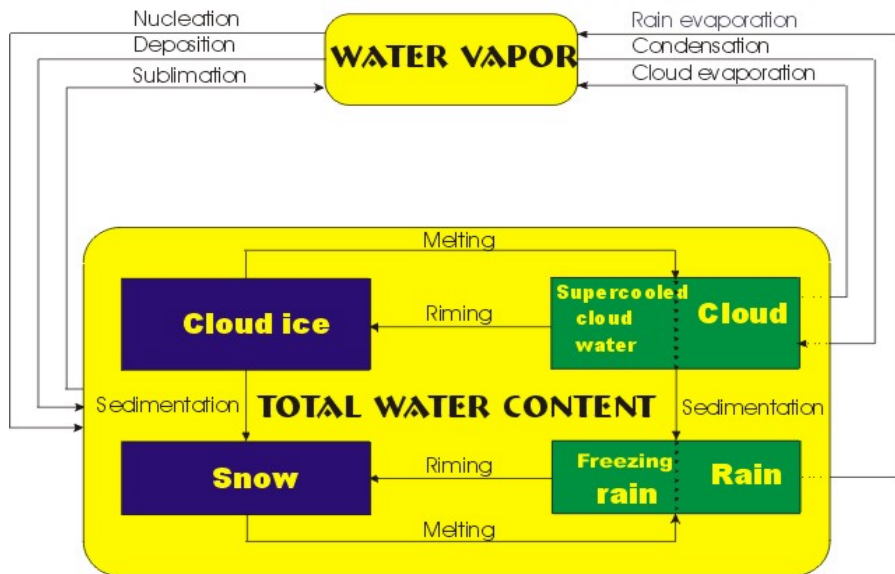 Nucleation
Deposition
Sublimation
WATER VAPOR
Rain evaporation
Condensation
Cloud evaporation
Melting
Cloud ice
Riming
Supercooled
cloud
water
Cloud
Sedimentation
TOTAL WATER CONTENT
Sedimentation
Snow
Riming
Freezing
rain
Rain
Melting